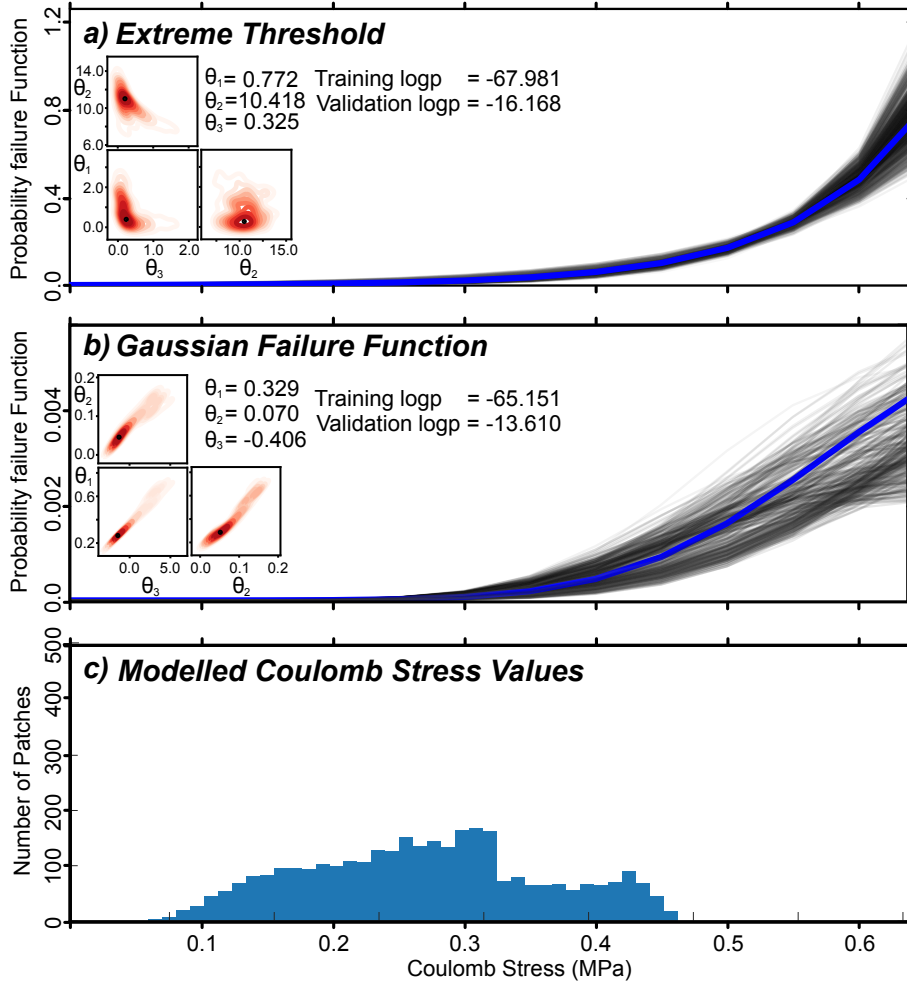 a) Extreme Threshold
Probability failure Function
1.2
0.8
0.4
0.0
θ1 = 0.772
θ2 = 10.418
θ3 = 0.325
Training logp = -67.981
Validation logp = -16.168
14.0
θ2
10.0
6.0
θ1
2.0
0.0
0.0 1.0 2.0
θ3
10.0 15.0
θ2
b) Gaussian Failure Function
Probability failure Function
0.004
0.002
0.0
θ1 = 0.329
θ2 = 0.070
θ3 = -0.406
Training logp = -65.151
Validation logp = -13.610
0.2
θ2
0.1
0.0
θ1
1.0
0.6
0.2
0.0 5.0
θ3
0.0 0.1 0.2
θ2
c) Modelled Coulomb Stress Values
Number of Patches
500
400
300
200
100
0
0.1 0.2 0.3 0.4 0.5 0.6
Coulomb Stress (MPa)